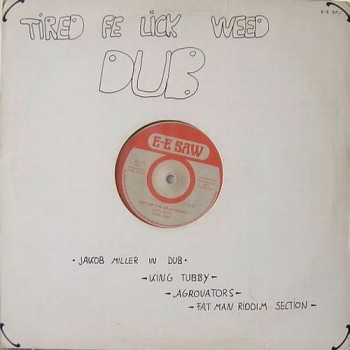 TIRED FE LICK WEED
DUB
E-E SAW
• JAKOB MILLER IN DUB •
- KING TUBBY -
- AGROVATORS -
- FAT MAN RIDDIM SECTION -